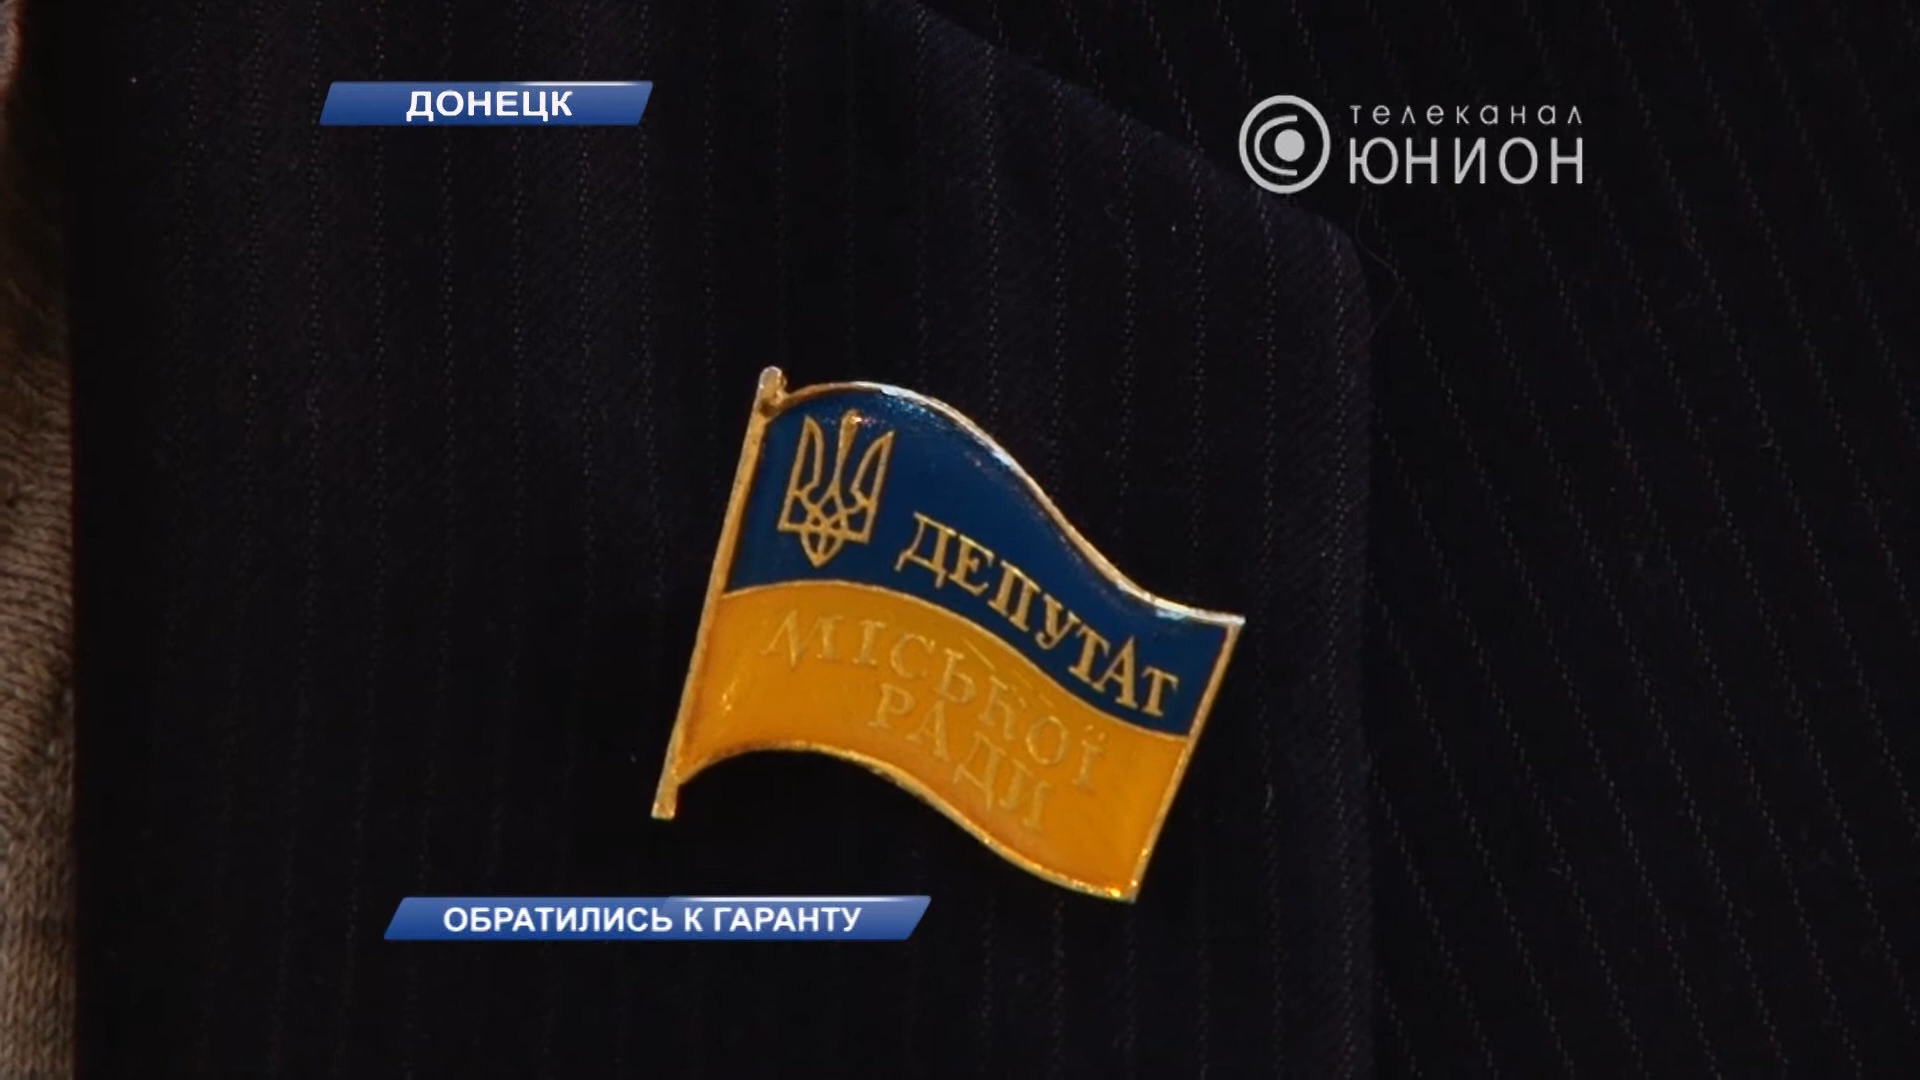 ДОНЕЦК
телеканал
ЮНИОН
ДЕПУТАТ
МІСЬКОЇ
РАДИ
ОБРАТИЛИСЬ К ГАРАНТУ